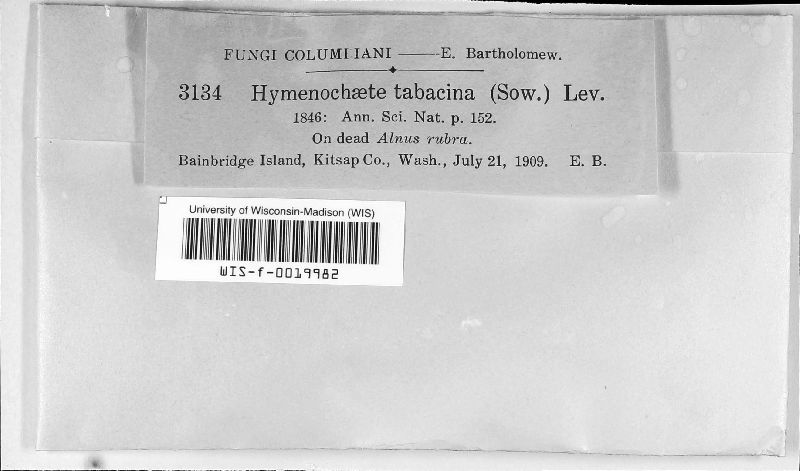 FUNGI COLUMBIANI —— E. Bartholomew.
3134 Hymenochæte tabacina (Sow.) Lev.
1846: Ann. Sci. Nat. p. 152.
On dead Alnus rubra.
Bainbridge Island, Kitsap Co., Wash., July 21, 1909. E. B.
University of Wisconsin-Madison (WIS)
WIS-f-0019982